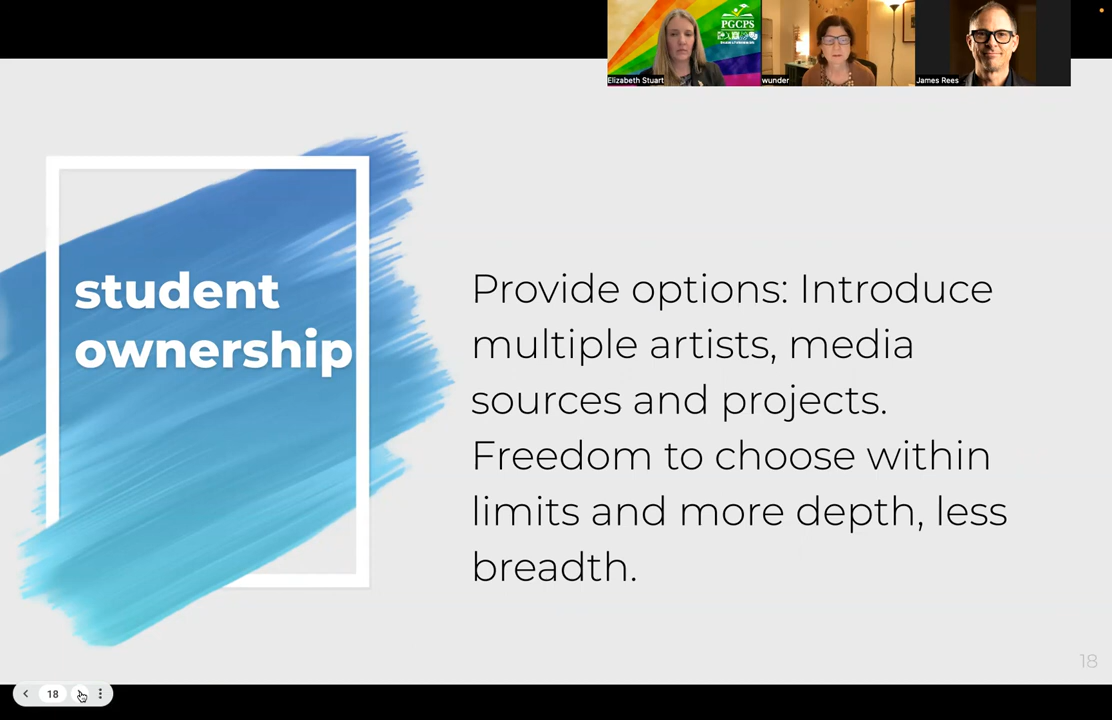 PGCPS
Elizabeth Stuart
wunder
James Rees
student
ownership
Provide options: Introduce
multiple artists, media
sources and projects.
Freedom to choose within
limits and more depth, less
breadth.
18
18